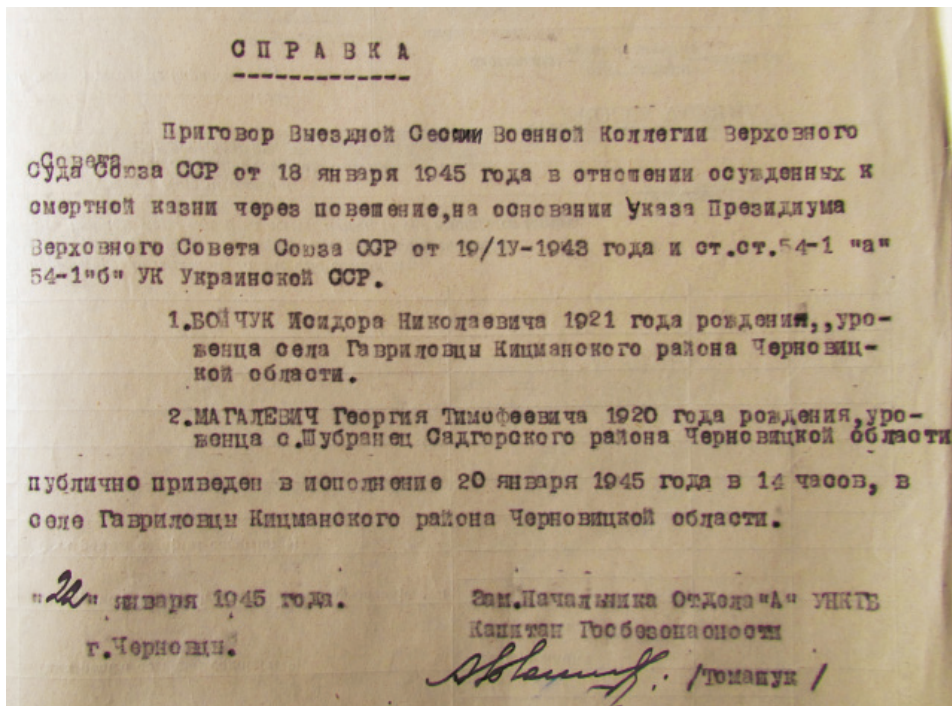 СПРАВКА
Приговор Выездной Сессии Военной Коллегии Верховного
Совета
Суда Союза ССР от 18 января 1945 года в отношении осужденных к
смертной казни через повешение,на основании Указа Президиума
Верховного Совета Союза ССР от 19/1У-1943 года и ст.ст.54-1 "а"
54-1"б" УК Украинской ССР.
1.БОЙЧУК Исидора Николаевича 1921 года рождения,,уро-
женца села Гавриловцы Кицманского района Черновиц-
кой области.
2.МАГАЛЕВИЧ Георгия Тимофеевича 1920 года рождения,уро-
женца с.Шубранец Садгорского района Черновицкой области
публично приведен в исполнение 20 января 1945 года в 14 часов, в
селе Гавриловцы Кицманского района Черновицкой области.
"22" января 1945 года.
г.Черновцы.
Зам.Начальника Отдела"А" УНКГБ
Капитан Госбезопасности
/Томащук /